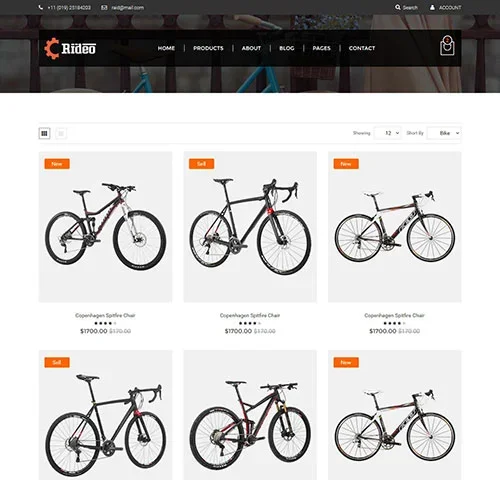 +11 (019) 25184203 raid@mail.com Search ACCOUNT
Rideo HOME PRODUCTS ABOUT BLOG PAGES CONTACT
Showing 12 Short By Bike
New Sell New
Copenhagen Spitfire Chair Copenhagen Spitfire Chair Copenhagen Spitfire Chair
$1700.00 $170.00 $1700.00 $170.00 $1700.00 $170.00
Sell New